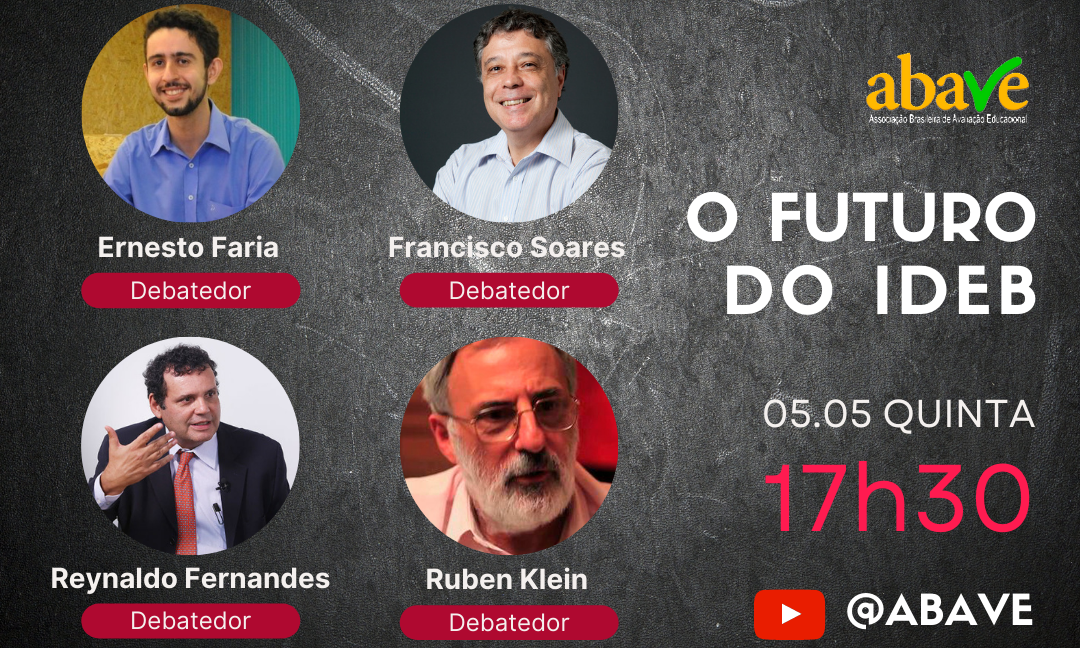 Ernesto Faria
Debatedor
Francisco Soares
Debatedor
Reynaldo Fernandes
Debatedor
Ruben Klein
Debatedor
abave
Associação Brasileira de Avaliação Educacional
O FUTURO
DO IDEB
05.05 QUINTA
17h30
@ABAVE